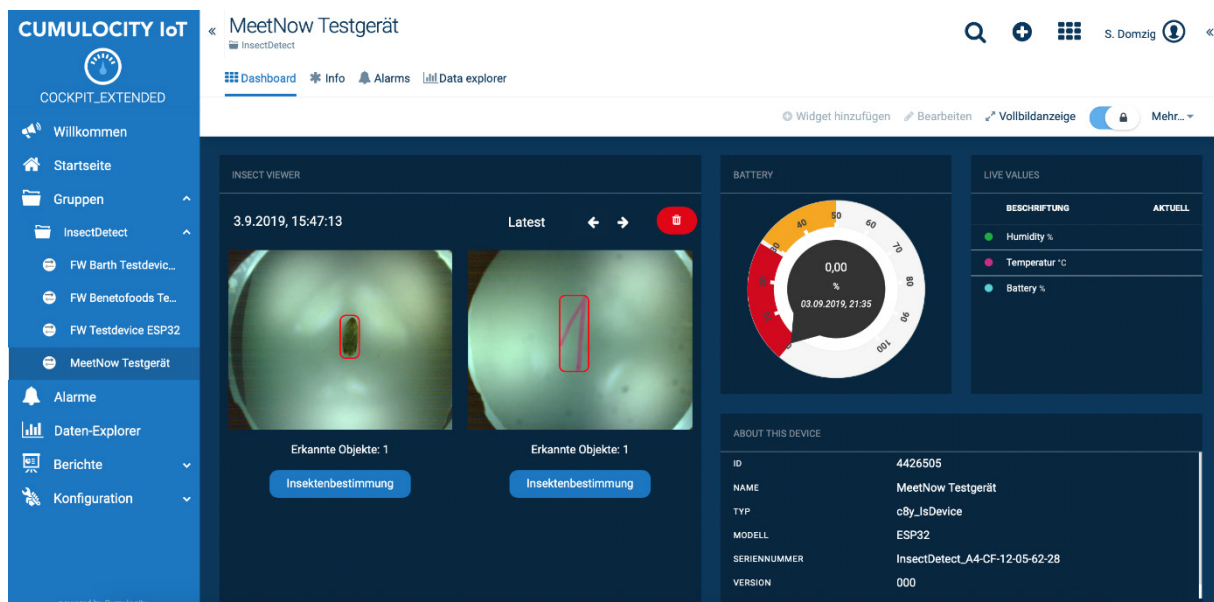 CUMULOCITY IoT
COCKPIT_EXTENDED
Willkommen
Startseite
Gruppen
InsectDetect
FW Barth Testdevic...
FW Benetofoods Te...
FW Testdevice ESP32
MeetNow Testgerät
Alarme
Daten-Explorer
Berichte
Konfiguration
« MeetNow Testgerät
InsectDetect
S. Domzig «
Dashboard Info Alarms Data explorer
Widget hinzufügen Bearbeiten Vollbildanzeige Mehr...
INSECT VIEWER
3.9.2019, 15:47:13 Latest
Erkannte Objekte: 1 Erkannte Objekte: 1
Insektenbestimmung Insektenbestimmung
BATTERY
40 50 60 70 80 90 100
0,00
%
03.09.2019, 21:35
LIVE VALUES
BESCHRIFTUNG AKTUELL
Humidity %
Temperatur °C
Battery %
ABOUT THIS DEVICE
ID 4426505
NAME MeetNow Testgerät
TYP c8y_IsDevice
MODELL ESP32
SERIENNUMMER InsectDetect_A4-CF-12-05-62-28
VERSION 000